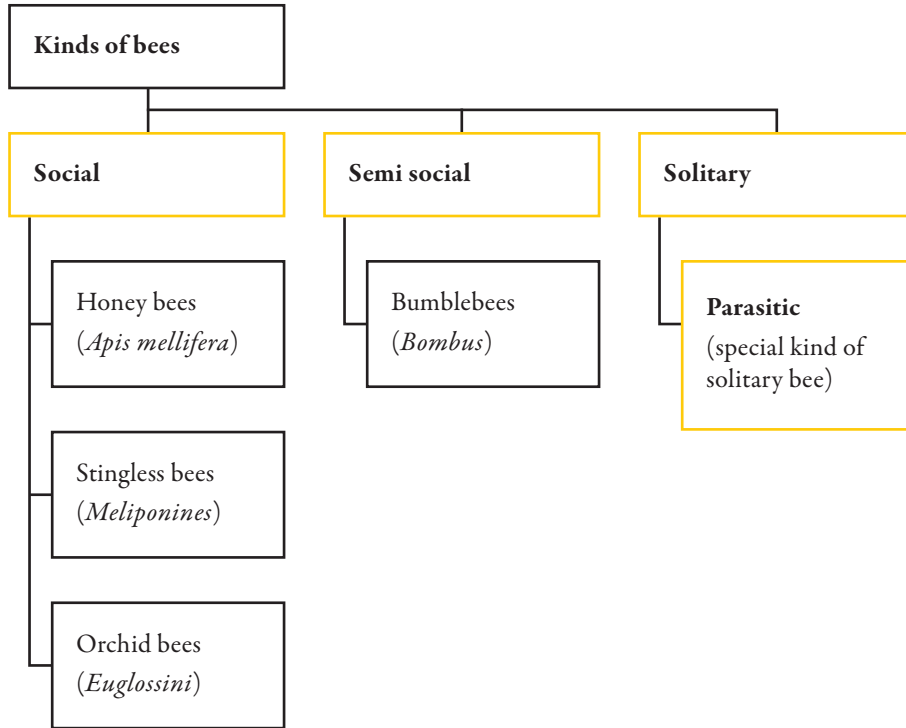 Kinds of bees
Social
Honey bees
(Apis mellifera)
Stingless bees
(Meliponines)
Orchid bees
(Euglossini)
Semi social
Bumblebees
(Bombus)
Solitary
Parasitic
(special kind of
solitary bee)